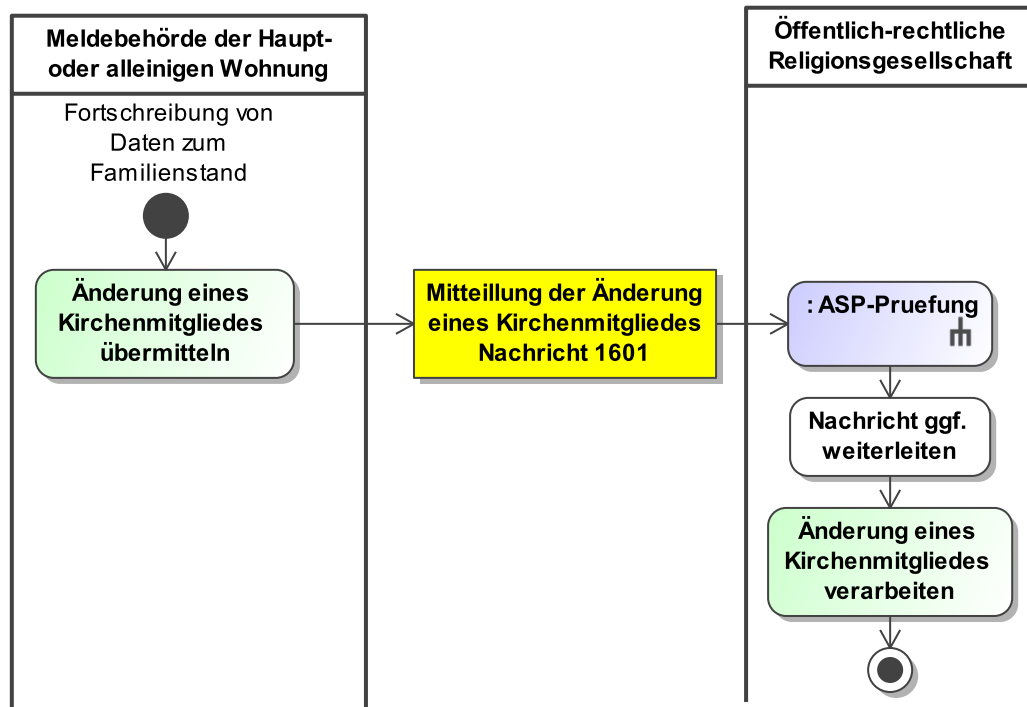 Meldebehörde der Haupt-
oder alleinigen Wohnung
Fortschreibung von
Daten zum
Familienstand
Änderung eines
Kirchenmitgliedes
übermitteln
Mitteillung der Änderung
eines Kirchenmitgliedes
Nachricht 1601
Öffentlich-rechtliche
Religionsgesellschaft
: ASP-Pruefung
Nachricht ggf.
weiterleiten
Änderung eines
Kirchenmitgliedes
verarbeiten